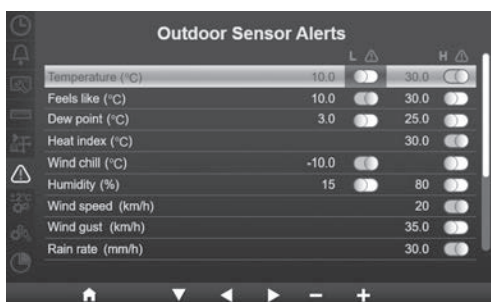 Outdoor Sensor Alerts
L H
Temperature (°C) 10.0 30.0
Feels like (°C) 10.0 30.0
Dew point (°C) 3.0 25.0
Heat index (°C) 30.0
Wind chill (°C) -10.0
Humidity (%) 15 80
Wind speed (km/h) 20
Wind gust (km/h) 35.0
Rain rate (mm/h) 30.0